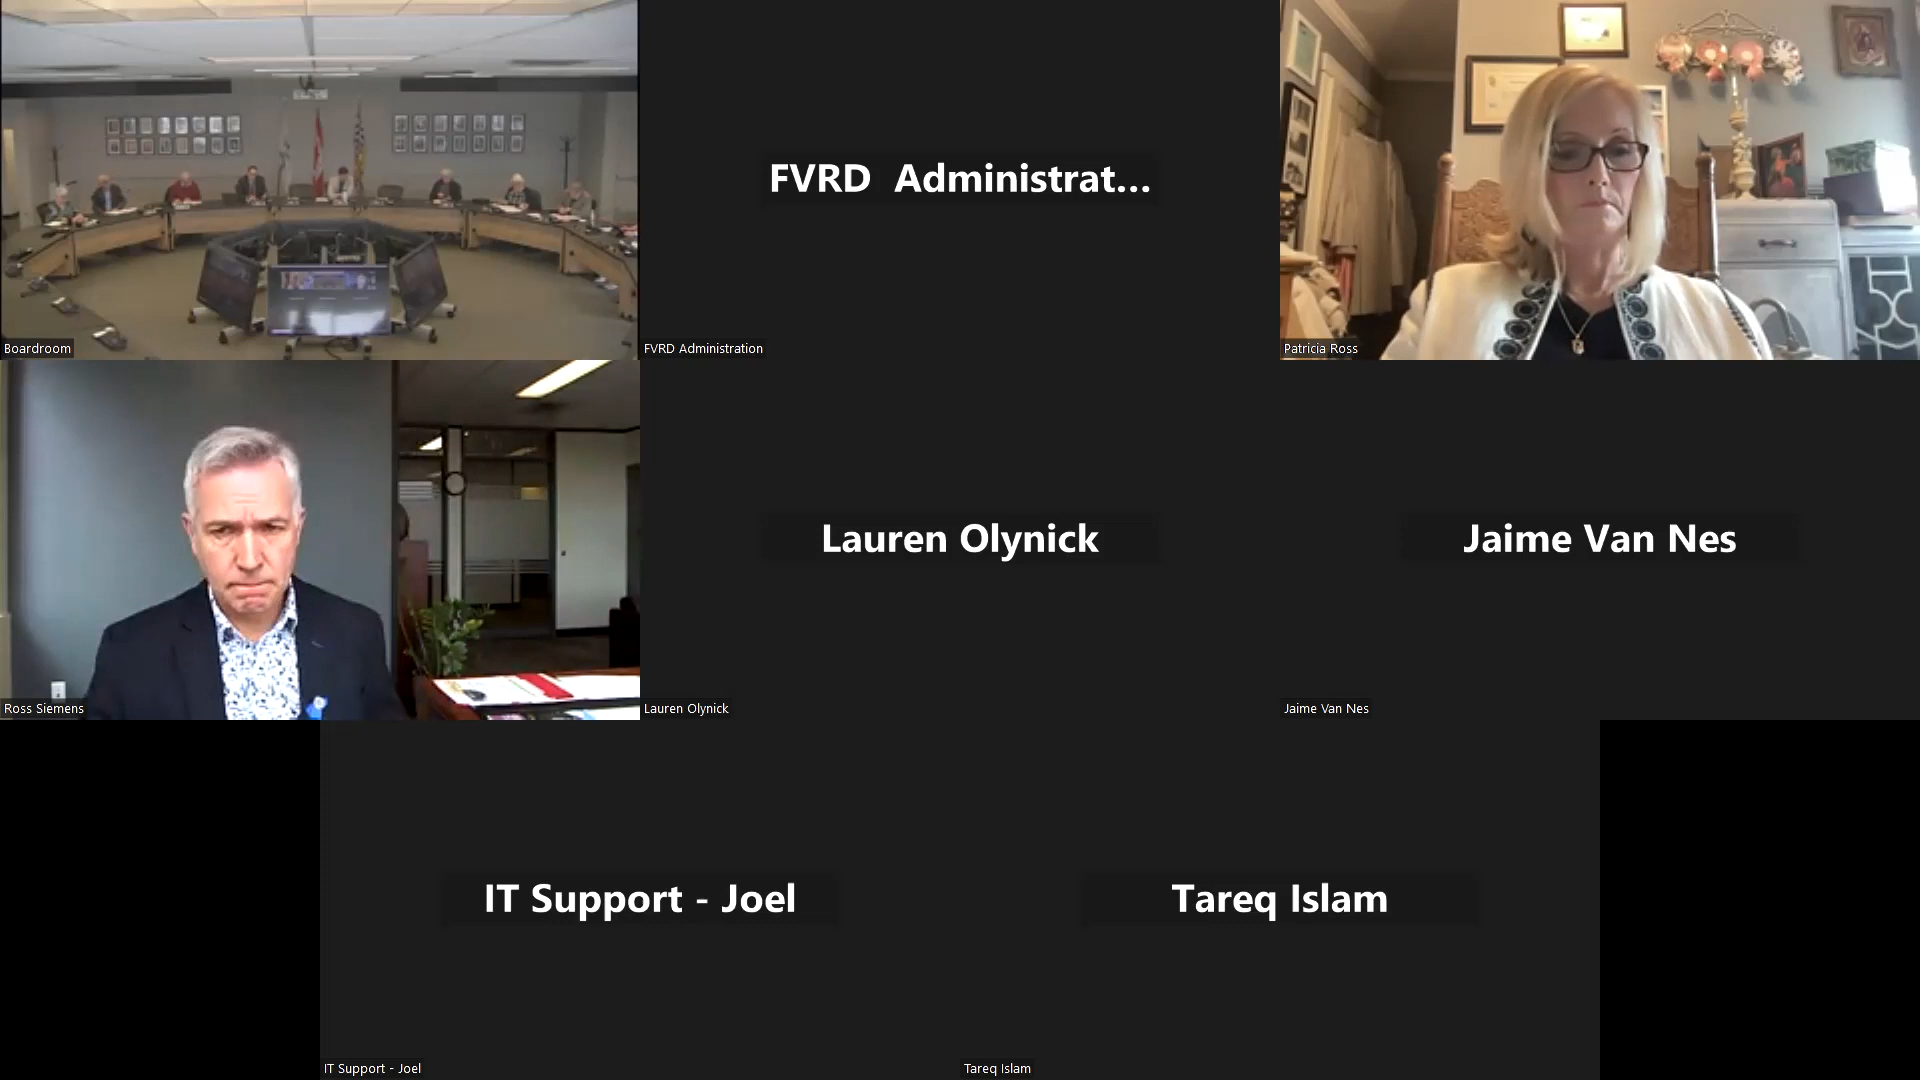 FVRD Administrat...
Boardroom
FVRD Administration
Patricia Ross
Lauren Olynick
Jaime Van Nes
Ross Siemens
Lauren Olynick
Jaime Van Nes
IT Support - Joel
Tareq Islam
IT Support - Joel
Tareq Islam